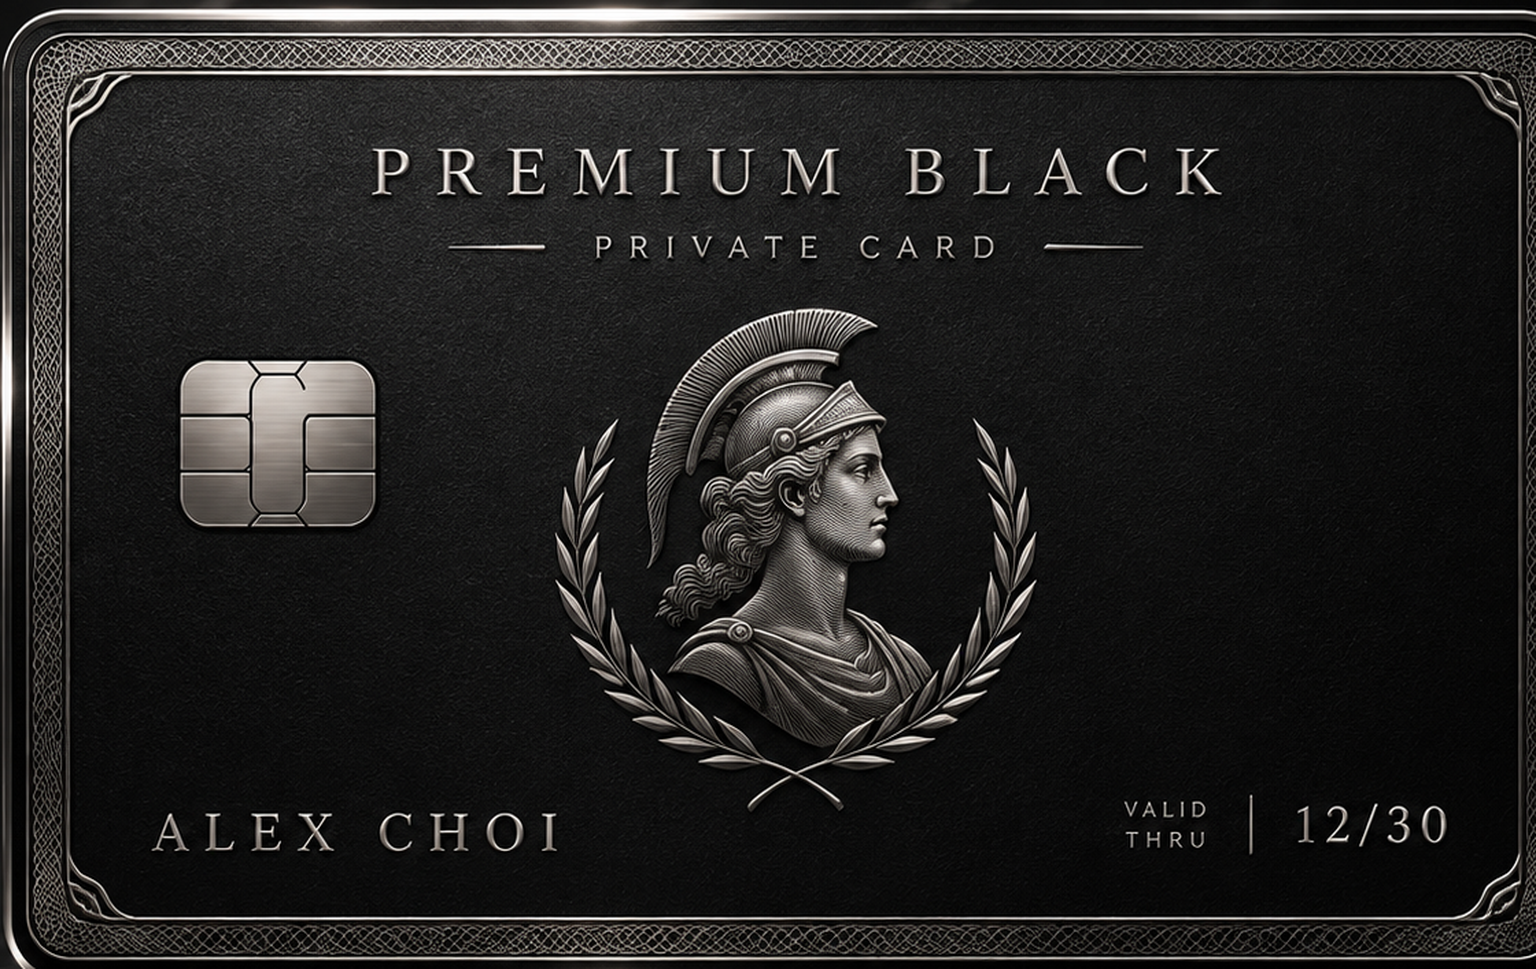 PREMIUM BLACK
PRIVATE CARD
ALEX CHOI
VALID
THRU
12/30